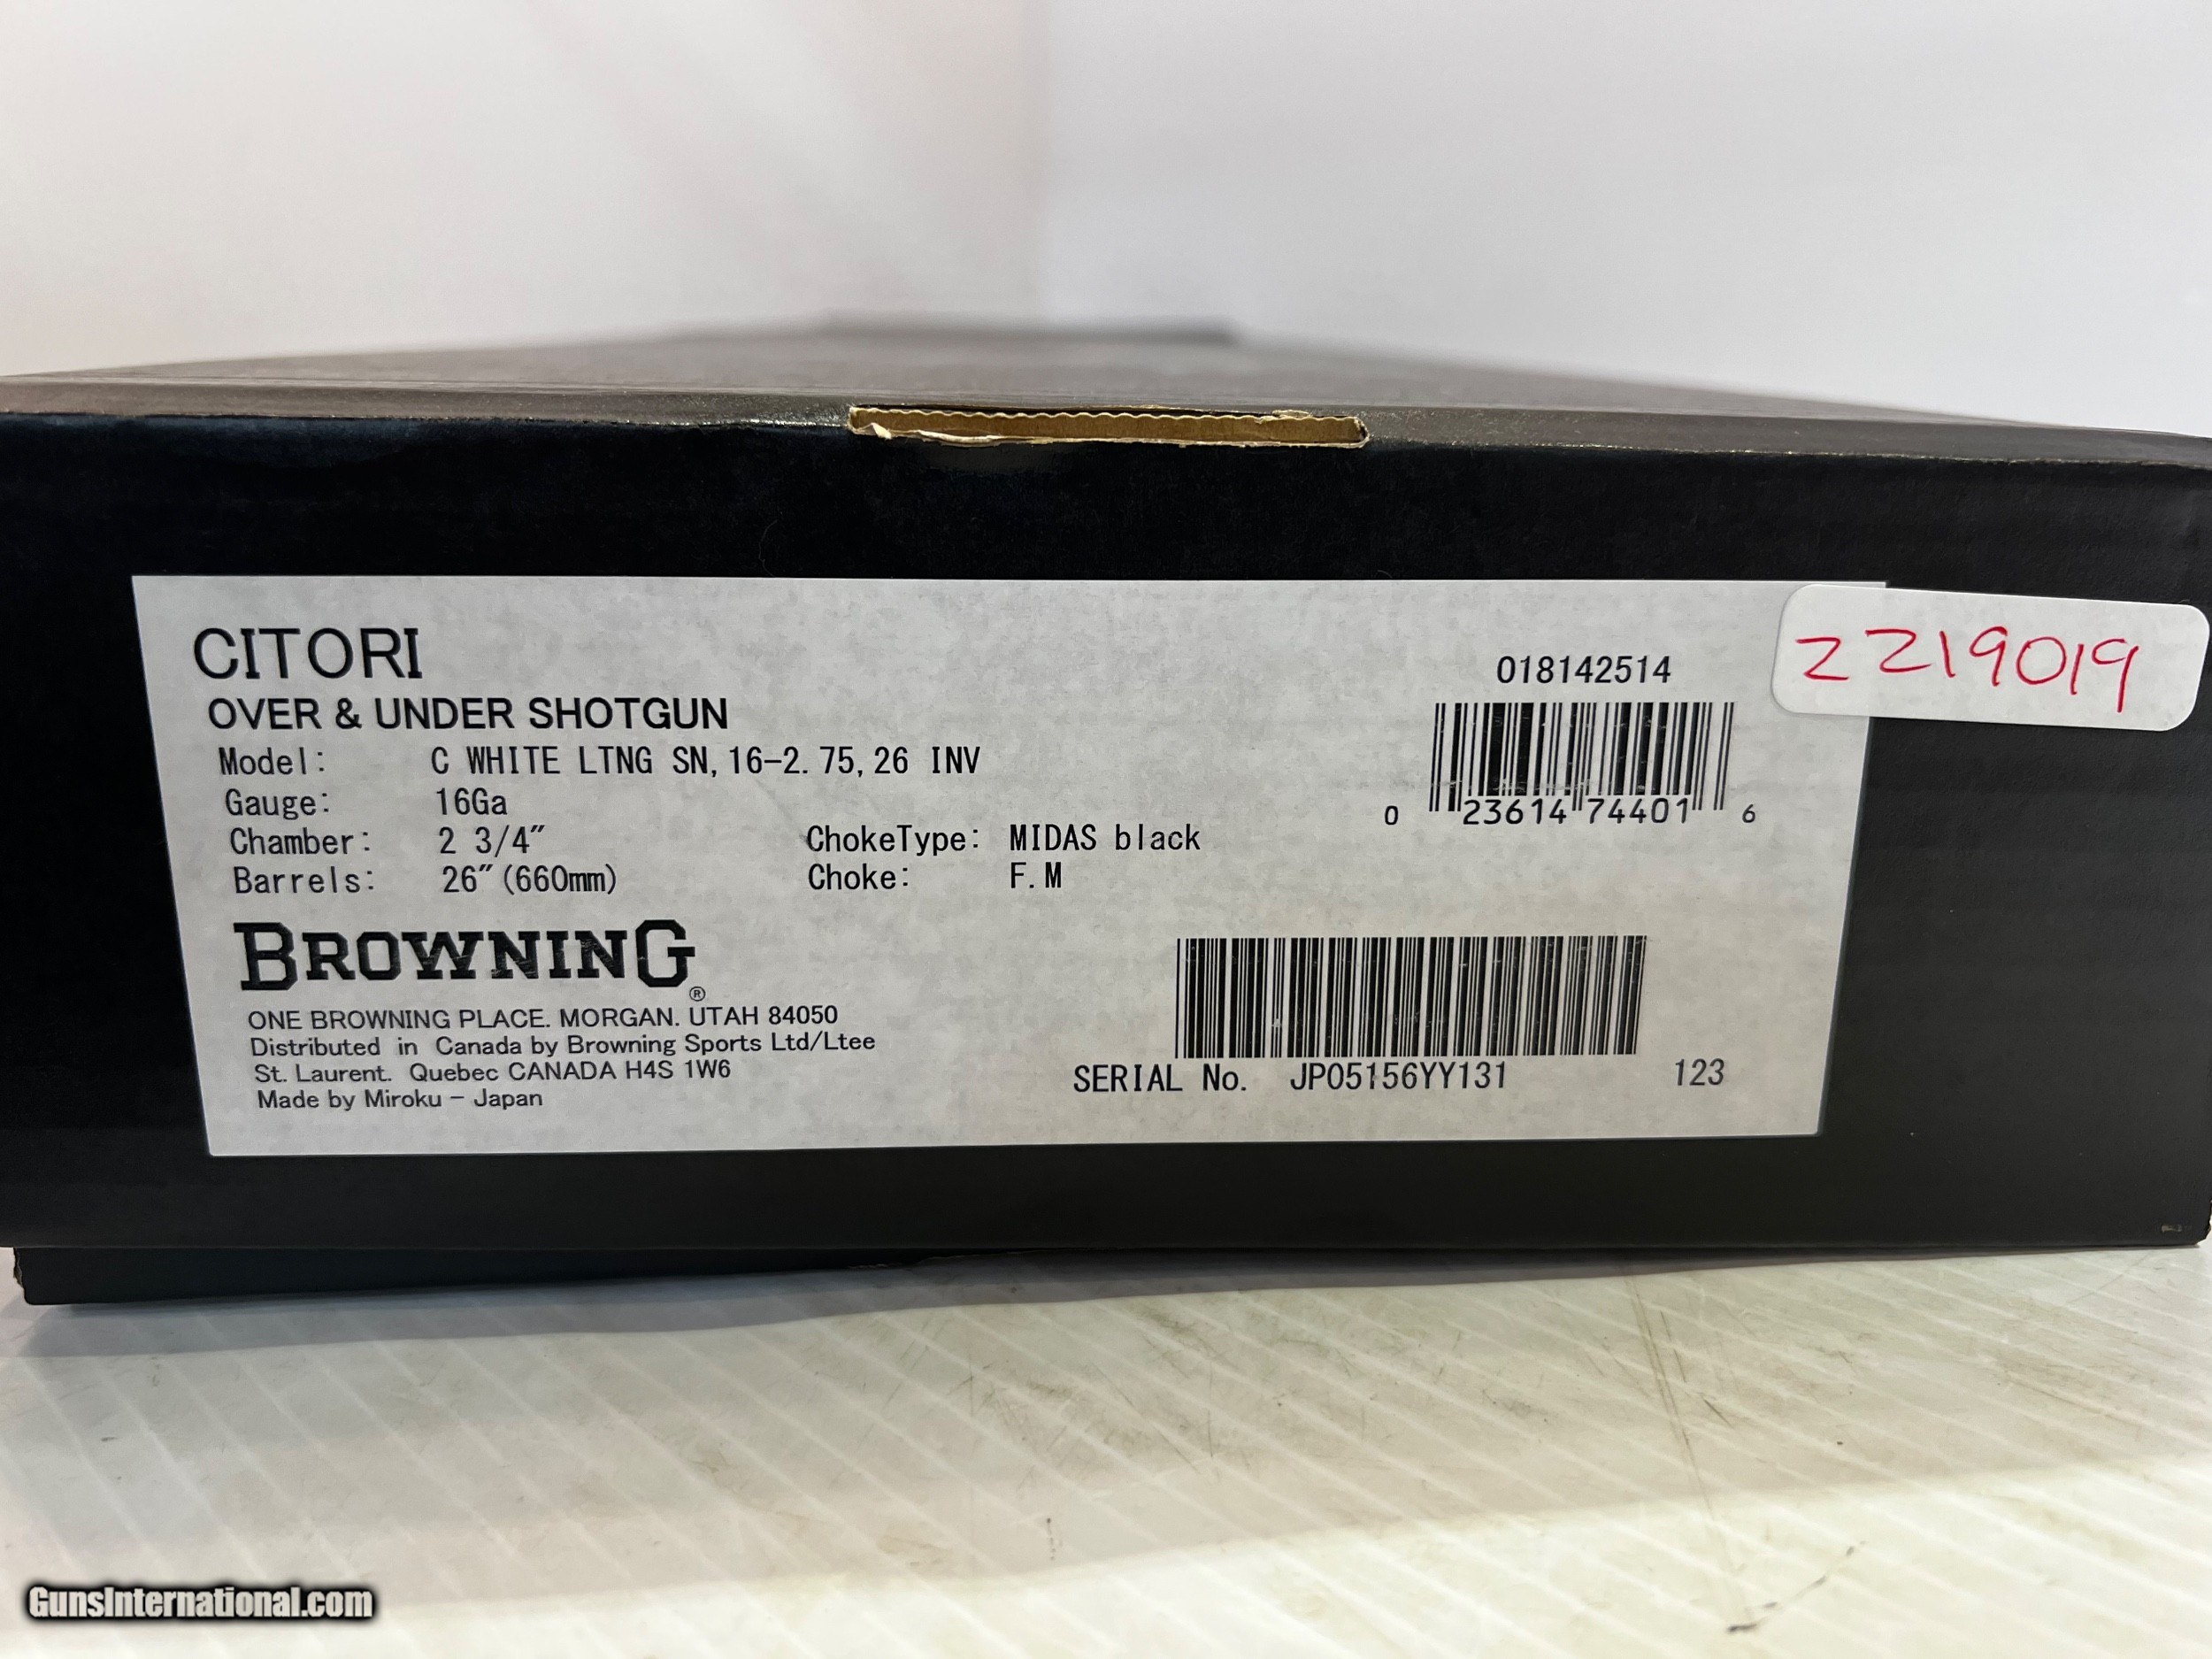 CITORI
OVER & UNDER SHOTGUN
Model: C WHITE LTNG SN, 16-2.75, 26 INV
Gauge: 16Ga
Chamber: 2 3/4" ChokeType: MIDAS black
Barrels: 26"(660mm) Choke: F.M
BROWNING®
ONE BROWNING PLACE. MORGAN. UTAH 84050
Distributed in Canada by Browning Sports Ltd/Ltee
St. Laurent. Quebec CANADA H4S 1W6
Made by Miroku - Japan
018142514
0 23614 74401 6
SERIAL No. JP05156YY131 123
2219019
GunsInternational.com